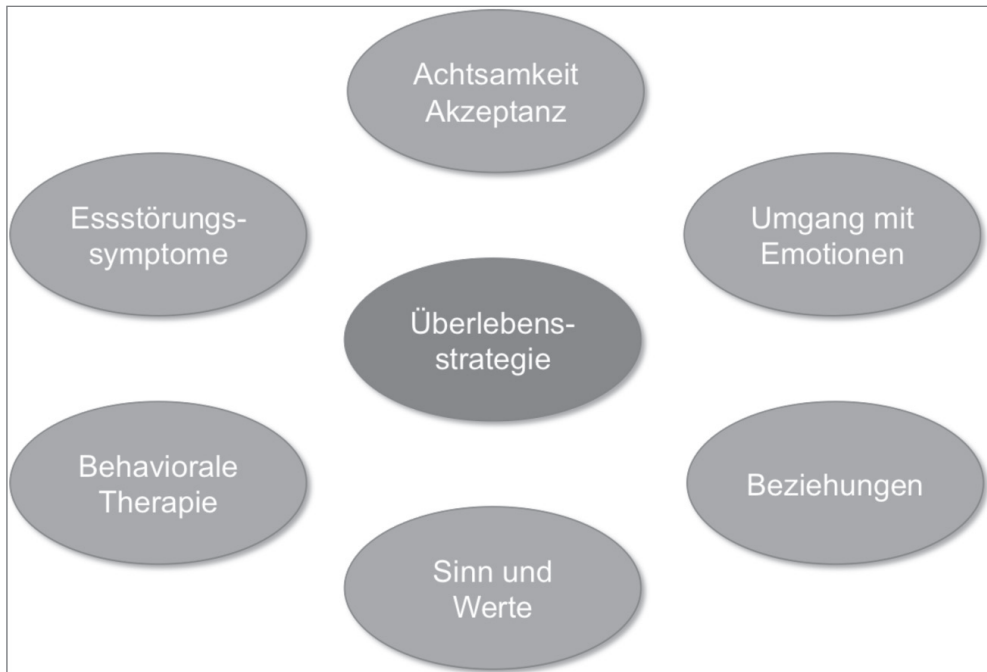 Achtsamkeit
Akzeptanz
Essstörungs-
symptome
Umgang mit
Emotionen
Überlebens-
strategie
Behaviorale
Therapie
Beziehungen
Sinn und
Werte